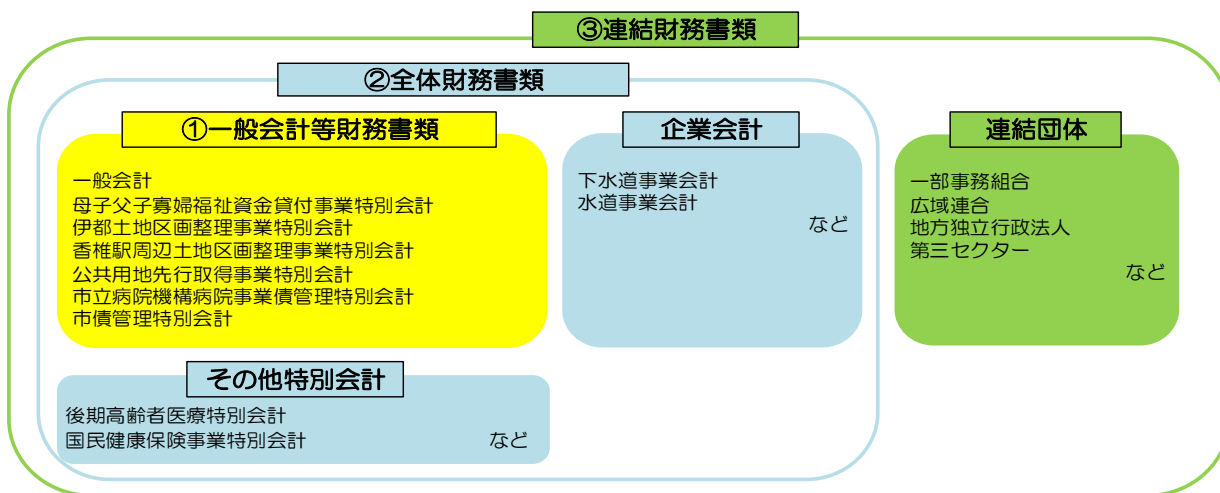 ③連結財務書類
②全体財務書類
①一般会計等財務書類
一般会計
母子父子寡婦福祉資金貸付事業特別会計
伊都土地区画整理事業特別会計
香椎駅周辺土地区画整理事業特別会計
公共用地先行取得事業特別会計
市立病院機構病院事業債管理特別会計
市債管理特別会計
企業会計
下水道事業会計
水道事業会計
など
連結団体
一部事務組合
広域連合
地方独立行政法人
第三セクター
など
その他特別会計
後期高齢者医療特別会計
国民健康保険事業特別会計 など